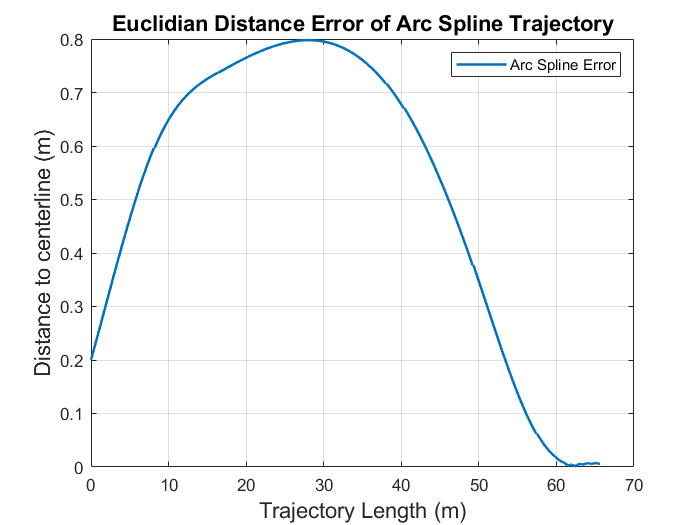 Euclidian Distance Error of Arc Spline Trajectory
Arc Spline Error
Distance to centerline (m)
0.8
0.7
0.6
0.5
0.4
0.3
0.2
0.1
0
0 10 20 30 40 50 60 70
Trajectory Length (m)